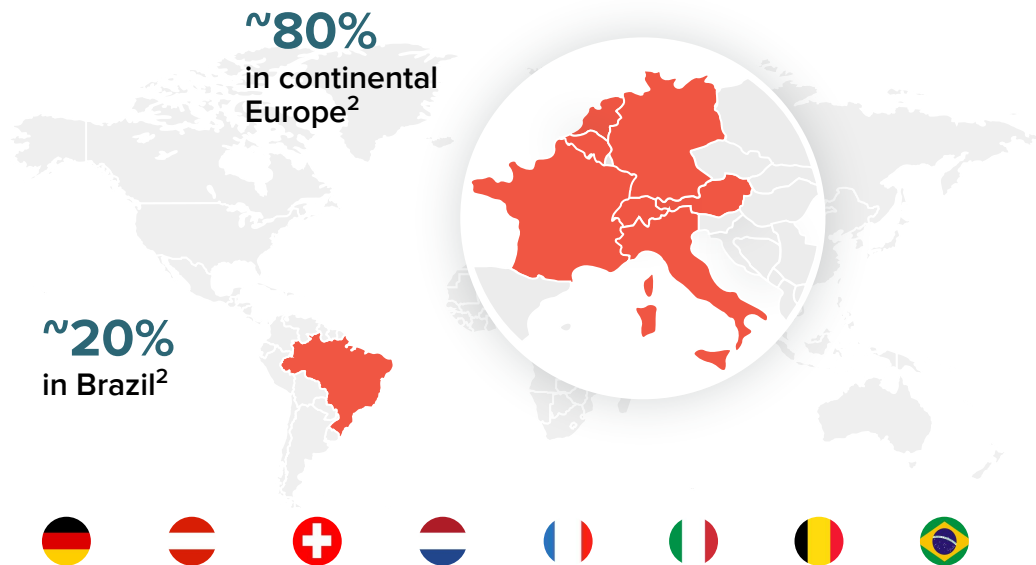 ~80%
in continental
Europe²
~20%
in Brazil²